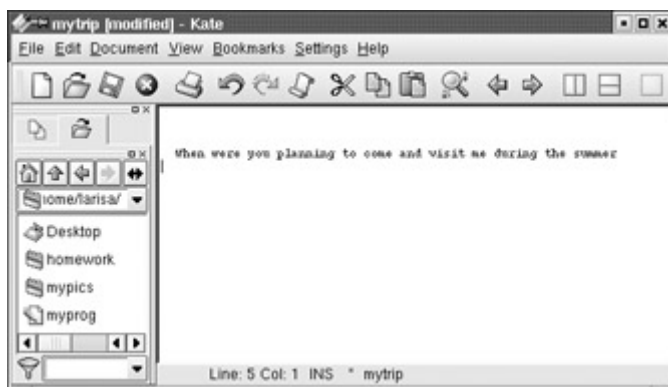 mytrip [modified] - Kate
File Edit Document View Bookmarks Settings Help
When were you planning to come and visit me during the summer
ome/larisa/
Desktop
homework
mypics
myprog
Line: 5 Col: 1 INS * mytrip